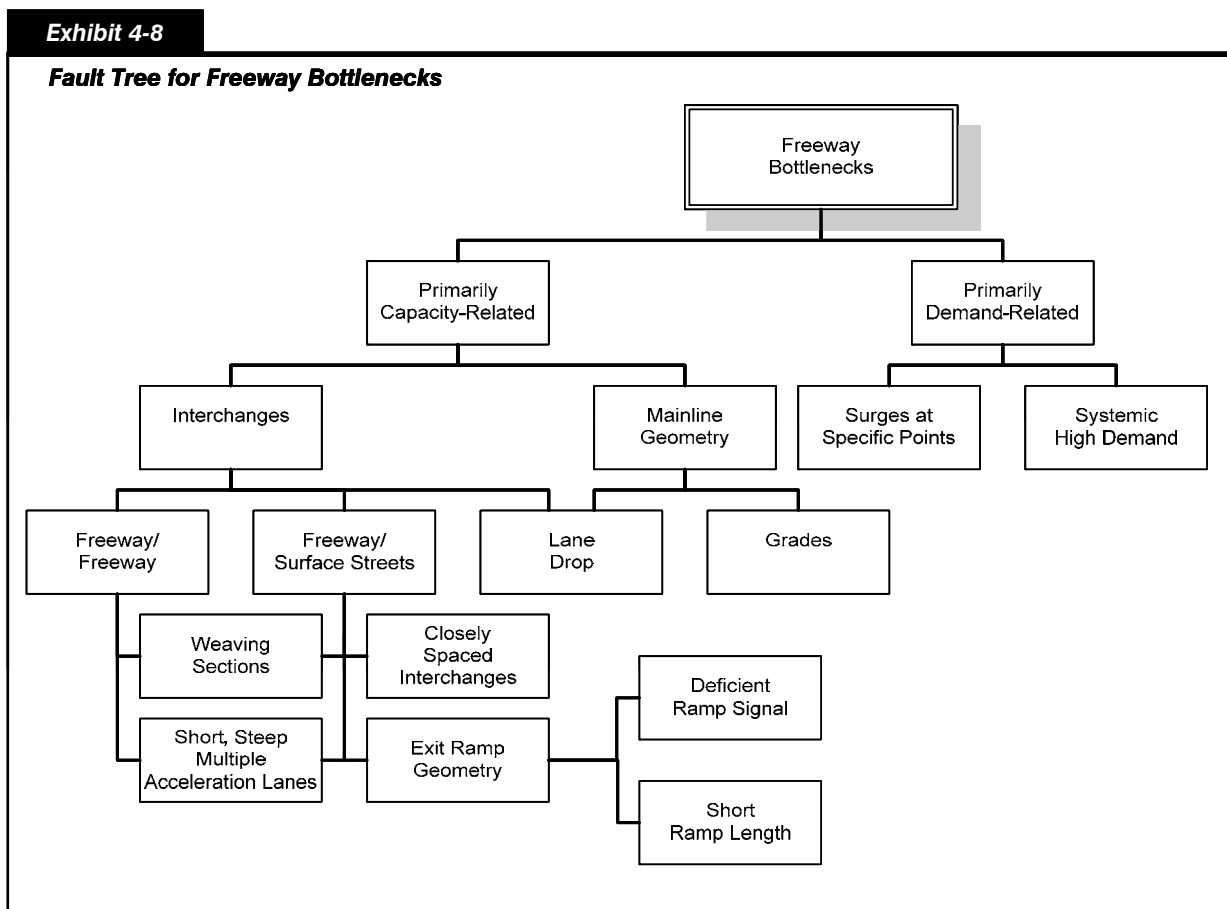 Exhibit 4-8
Fault Tree for Freeway Bottlenecks
Freeway
Bottlenecks
Primarily
Capacity-Related
Primarily
Demand-Related
Interchanges
Mainline
Geometry
Surges at
Specific Points
Systemic
High Demand
Freeway/
Freeway
Freeway/
Surface Streets
Lane
Drop
Grades
Weaving
Sections
Closely
Spaced
Interchanges
Deficient
Ramp Signal
Short, Steep
Multiple
Acceleration Lanes
Exit Ramp
Geometry
Short
Ramp Length